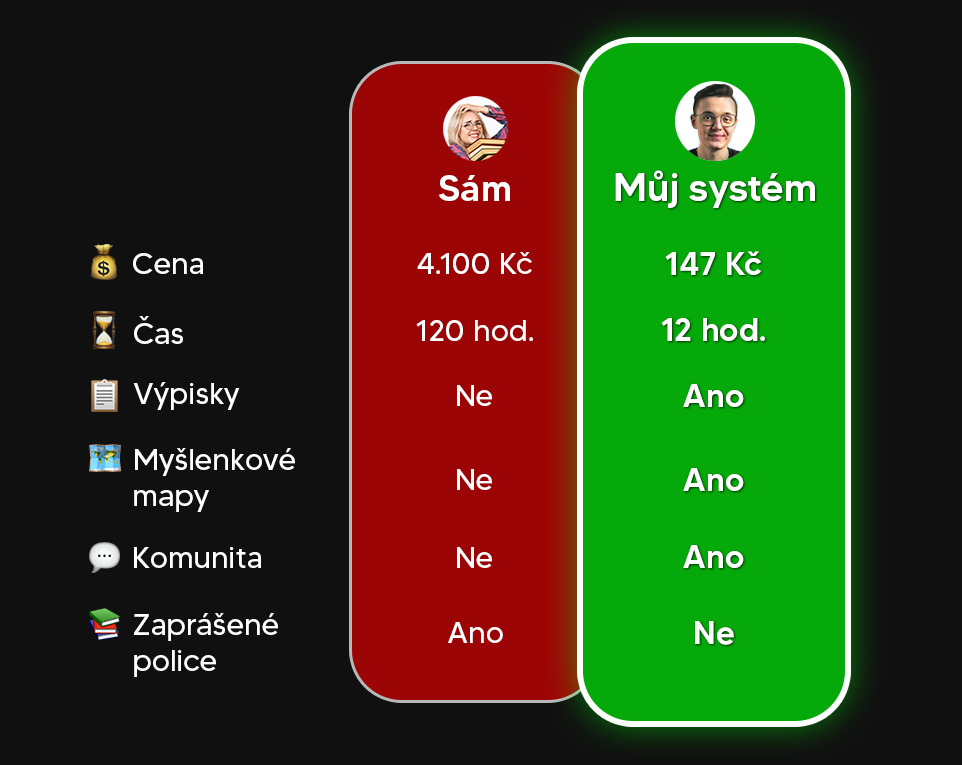 Sám Můj systém
Cena 4.100 Kč 147 Kč
Čas 120 hod. 12 hod.
Výpisky Ne Ano
Myšlenkové
mapy Ne Ano
Komunita Ne Ano
Zaprášené
police Ano Ne